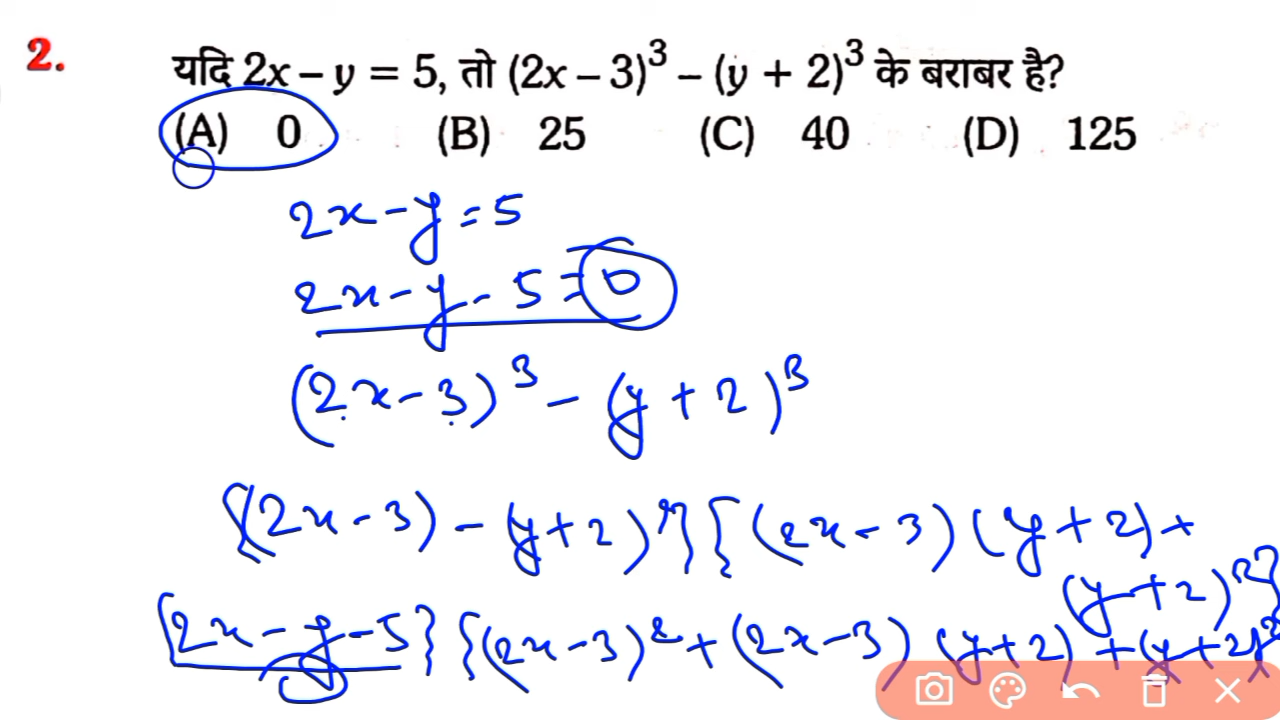 2.
यदि 2x – y = 5, तो (2x – 3)³ – (y + 2)³ के बराबर है?
(A) 0 (B) 25 (C) 40 (D) 125
2x - y = 5
2x - y - 5 = 0
(2x - 3)³ - (y + 2)³
{(2x - 3) - (y + 2)} { (2x - 3) (y + 2) +
(y + 2)²}
{2x - y - 5} {(2x - 3)² + (2x - 3) (y + 2) + (y + 2)²